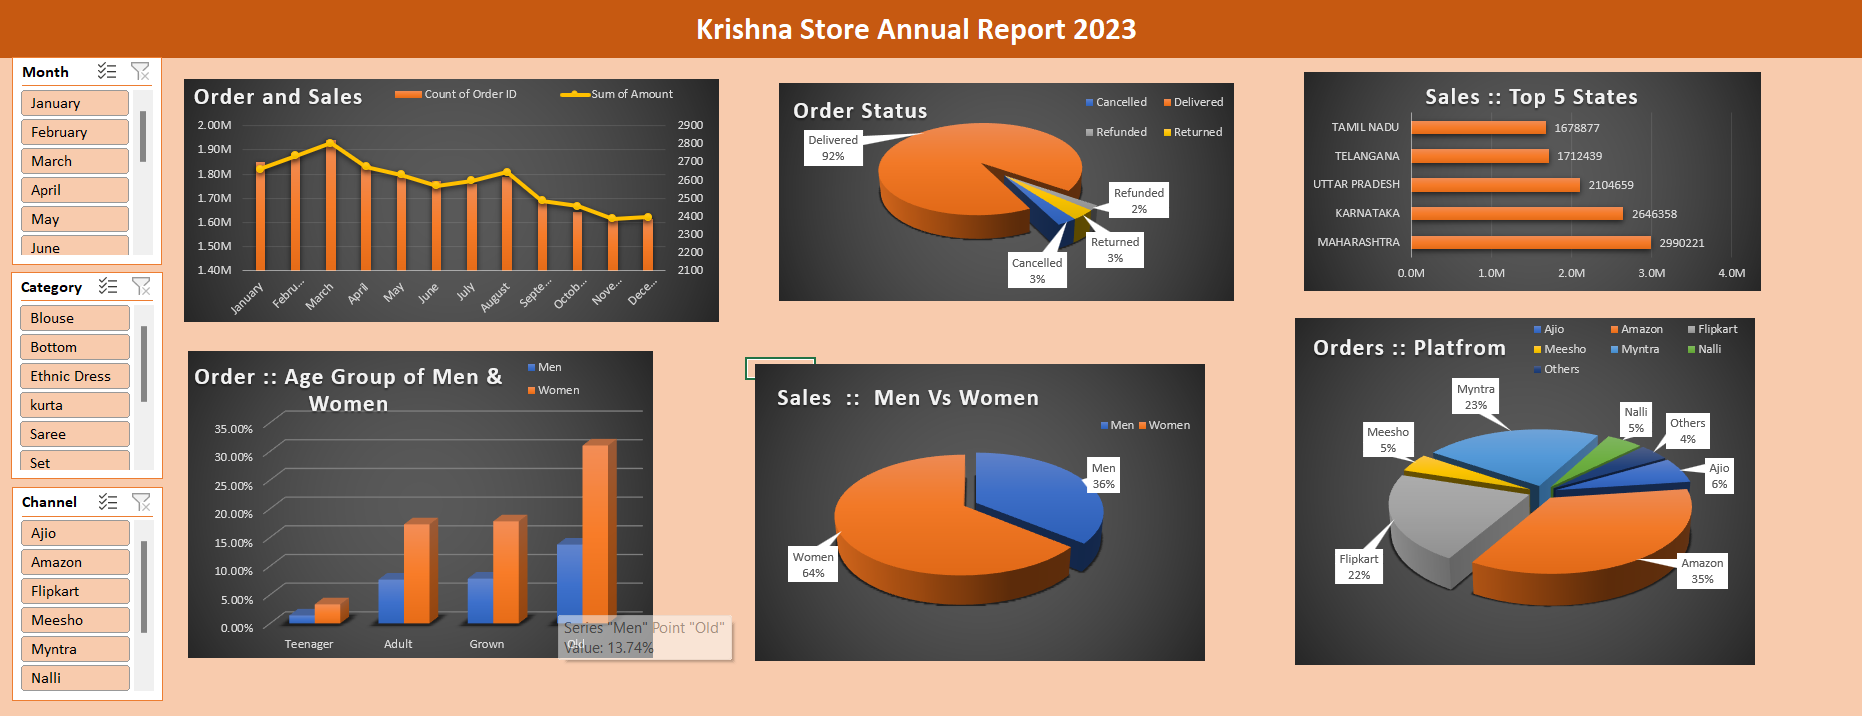 Krishna Store Annual Report 2023
Month
January
February
March
April
May
June
Category
Blouse
Bottom
Ethnic Dress
kurta
Saree
Set
Channel
Ajio
Amazon
Flipkart
Meesho
Myntra
Nalli
Order and Sales
Count of Order ID
Sum of Amount
2.00M
1.90M
1.80M
1.70M
1.60M
1.50M
1.40M
2900
2800
2700
2600
2500
2400
2300
2200
2100
January
Febru...
March
April
May
June
July
August
Septe...
Octob...
Nove...
Dece...
Order Status
Cancelled
Delivered
Refunded
Returned
Delivered
92%
Refunded
2%
Returned
3%
Cancelled
3%
Sales :: Top 5 States
TAMIL NADU
1678877
TELANGANA
1712439
UTTAR PRADESH
2104659
KARNATAKA
2646358
MAHARASHTRA
2990221
0.0M
1.0M
2.0M
3.0M
4.0M
Order :: Age Group of Men &
Women
Men
Women
35.00%
30.00%
25.00%
20.00%
15.00%
10.00%
5.00%
0.00%
Teenager
Adult
Grown
Old
Series "Men" Point "Old"
Value: 13.74%
Sales :: Men Vs Women
Men
Women
Men
36%
Women
64%
Orders :: Platfrom
Ajio
Amazon
Flipkart
Meesho
Myntra
Nalli
Others
Myntra
23%
Nalli
5%
Others
4%
Meesho
5%
Ajio
6%
Flipkart
22%
Amazon
35%